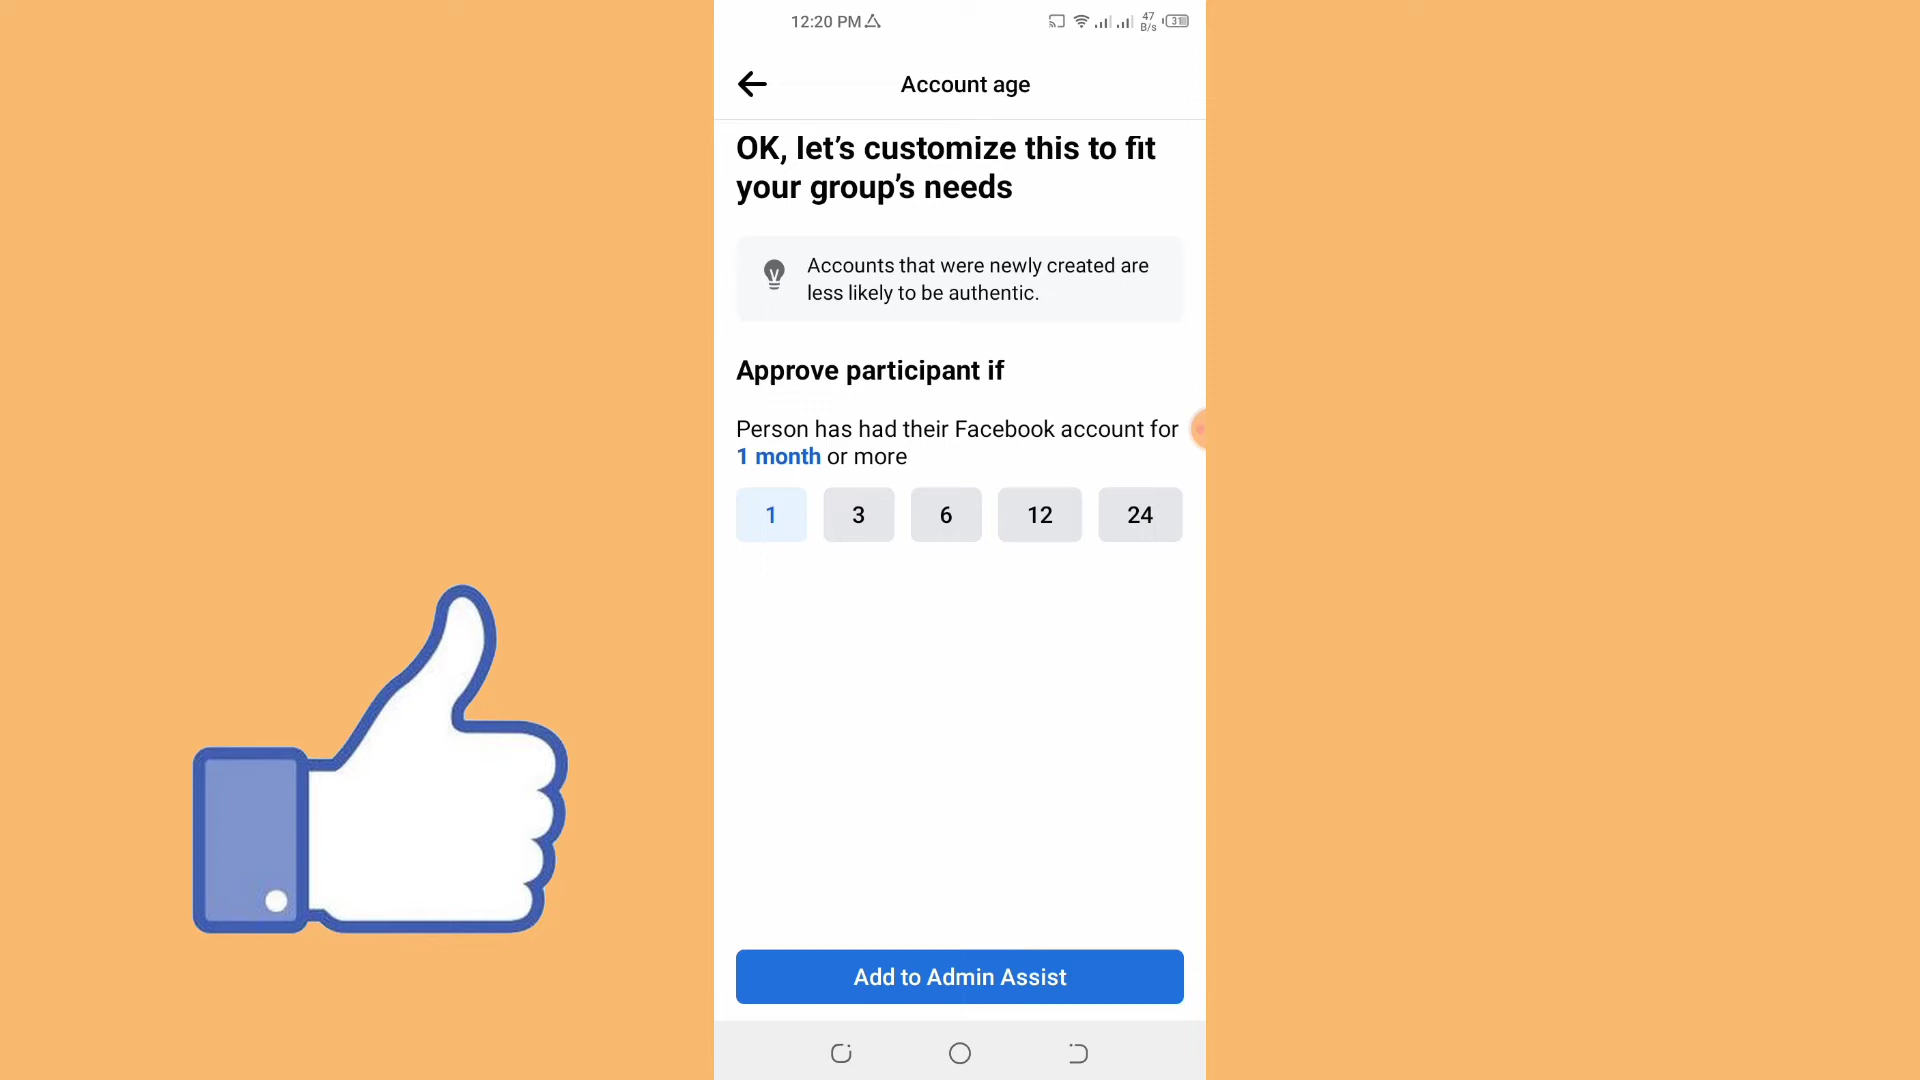 12:20 PM
47
B/s
31
Account age
OK, let’s customize this to fit
your group’s needs
Accounts that were newly created are
less likely to be authentic.
Approve participant if
Person has had their Facebook account for
1 month or more
1 3 6 12 24
Add to Admin Assist